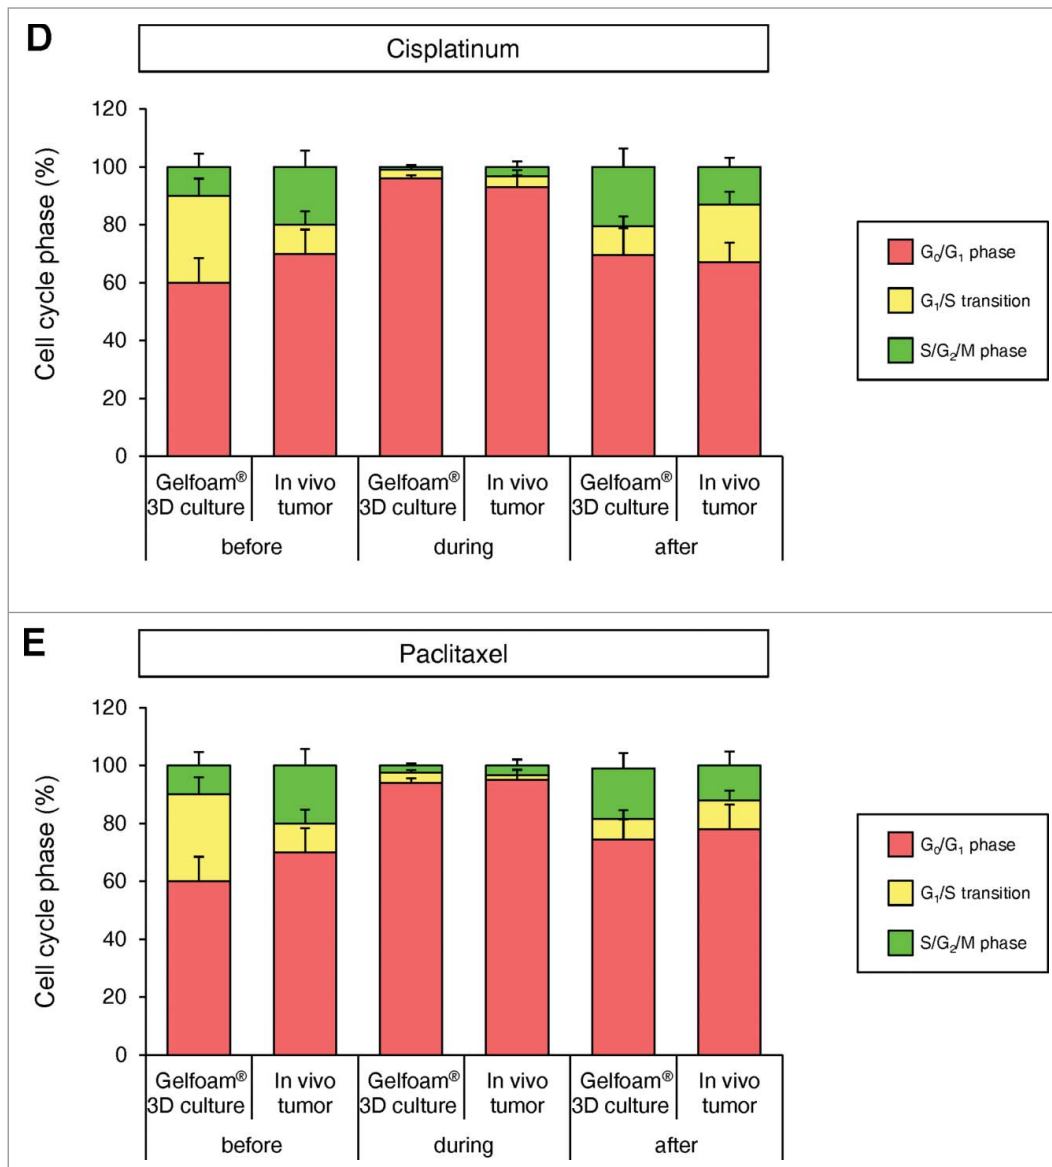 D
Cisplatinum
120
100
80
60
40
20
0
Cell cycle phase (%)
G₀/G₁ phase
G₁/S transition
S/G₂/M phase
Gelfoam® In vivo Gelfoam® In vivo Gelfoam® In vivo
3D culture tumor 3D culture tumor 3D culture tumor
before during after
E
Paclitaxel
120
100
80
60
40
20
0
Cell cycle phase (%)
G₀/G₁ phase
G₁/S transition
S/G₂/M phase
Gelfoam® In vivo Gelfoam® In vivo Gelfoam® In vivo
3D culture tumor 3D culture tumor 3D culture tumor
before during after